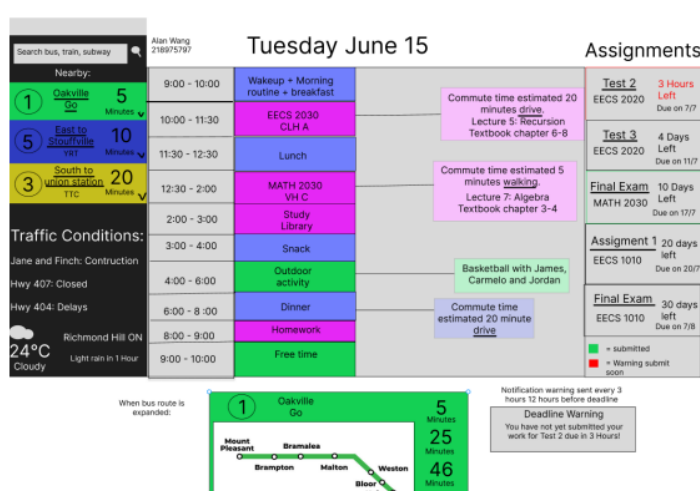 Alan Wang
218975797
Tuesday June 15
Assignments
Search bus, train, subway
Nearby:
1
Oakville
Go
5
Minutes
5
East to
Stouffville
YRT
10
Minutes
3
South to
union station
TTC
20
Minutes
Traffic Conditions:
Jane and Finch: Contruction
Hwy 407: Closed
Hwy 404: Delays
Richmond Hill ON
24°C
Cloudy
Light rain in 1 Hour
9:00 - 10:00
Wakeup + Morning
routine + breakfast
10:00 - 11:30
EECS 2030
CLH A
11:30 - 12:30
Lunch
12:30 - 2:00
MATH 2030
VH C
2:00 - 3:00
Study
Library
3:00 - 4:00
Snack
4:00 - 6:00
Outdoor
activity
6:00 - 8 :00
Dinner
8:00 - 9:00
Homework
9:00 - 10:00
Free time
Commute time estimated 20
minutes drive.
Lecture 5: Recursion
Textbook chapter 6-8
Commute time estimated 5
minutes walking.
Lecture 7: Algebra
Textbook chapter 3-4
Basketball with James,
Carmelo and Jordan
Commute time
estimated 20 minute
drive
Test 2
EECS 2020
3 Hours
Left
Due on 7/7
Test 3
EECS 2020
4 Days
Left
Due on 11/7
Final Exam
MATH 2030
10 Days
Left
Due on 17/7
Assigment 1
EECS 1010
20 days
left
Due on 20/7
Final Exam
EECS 1010
30 days
left
Due on 7/8
= submitted
= Warning submit
soon
When bus route is
expanded:
1
Oakville
Go
5
Minutes
25
Minutes
46
Minutes
Mount
Pleasant
Bramalea
Brampton
Malton
Weston
Bloor
Notification warning sent every 3
hours 12 hours before deadline
Deadline Warning
You have not yet submitted your
work for Test 2 due in 3 Hours!